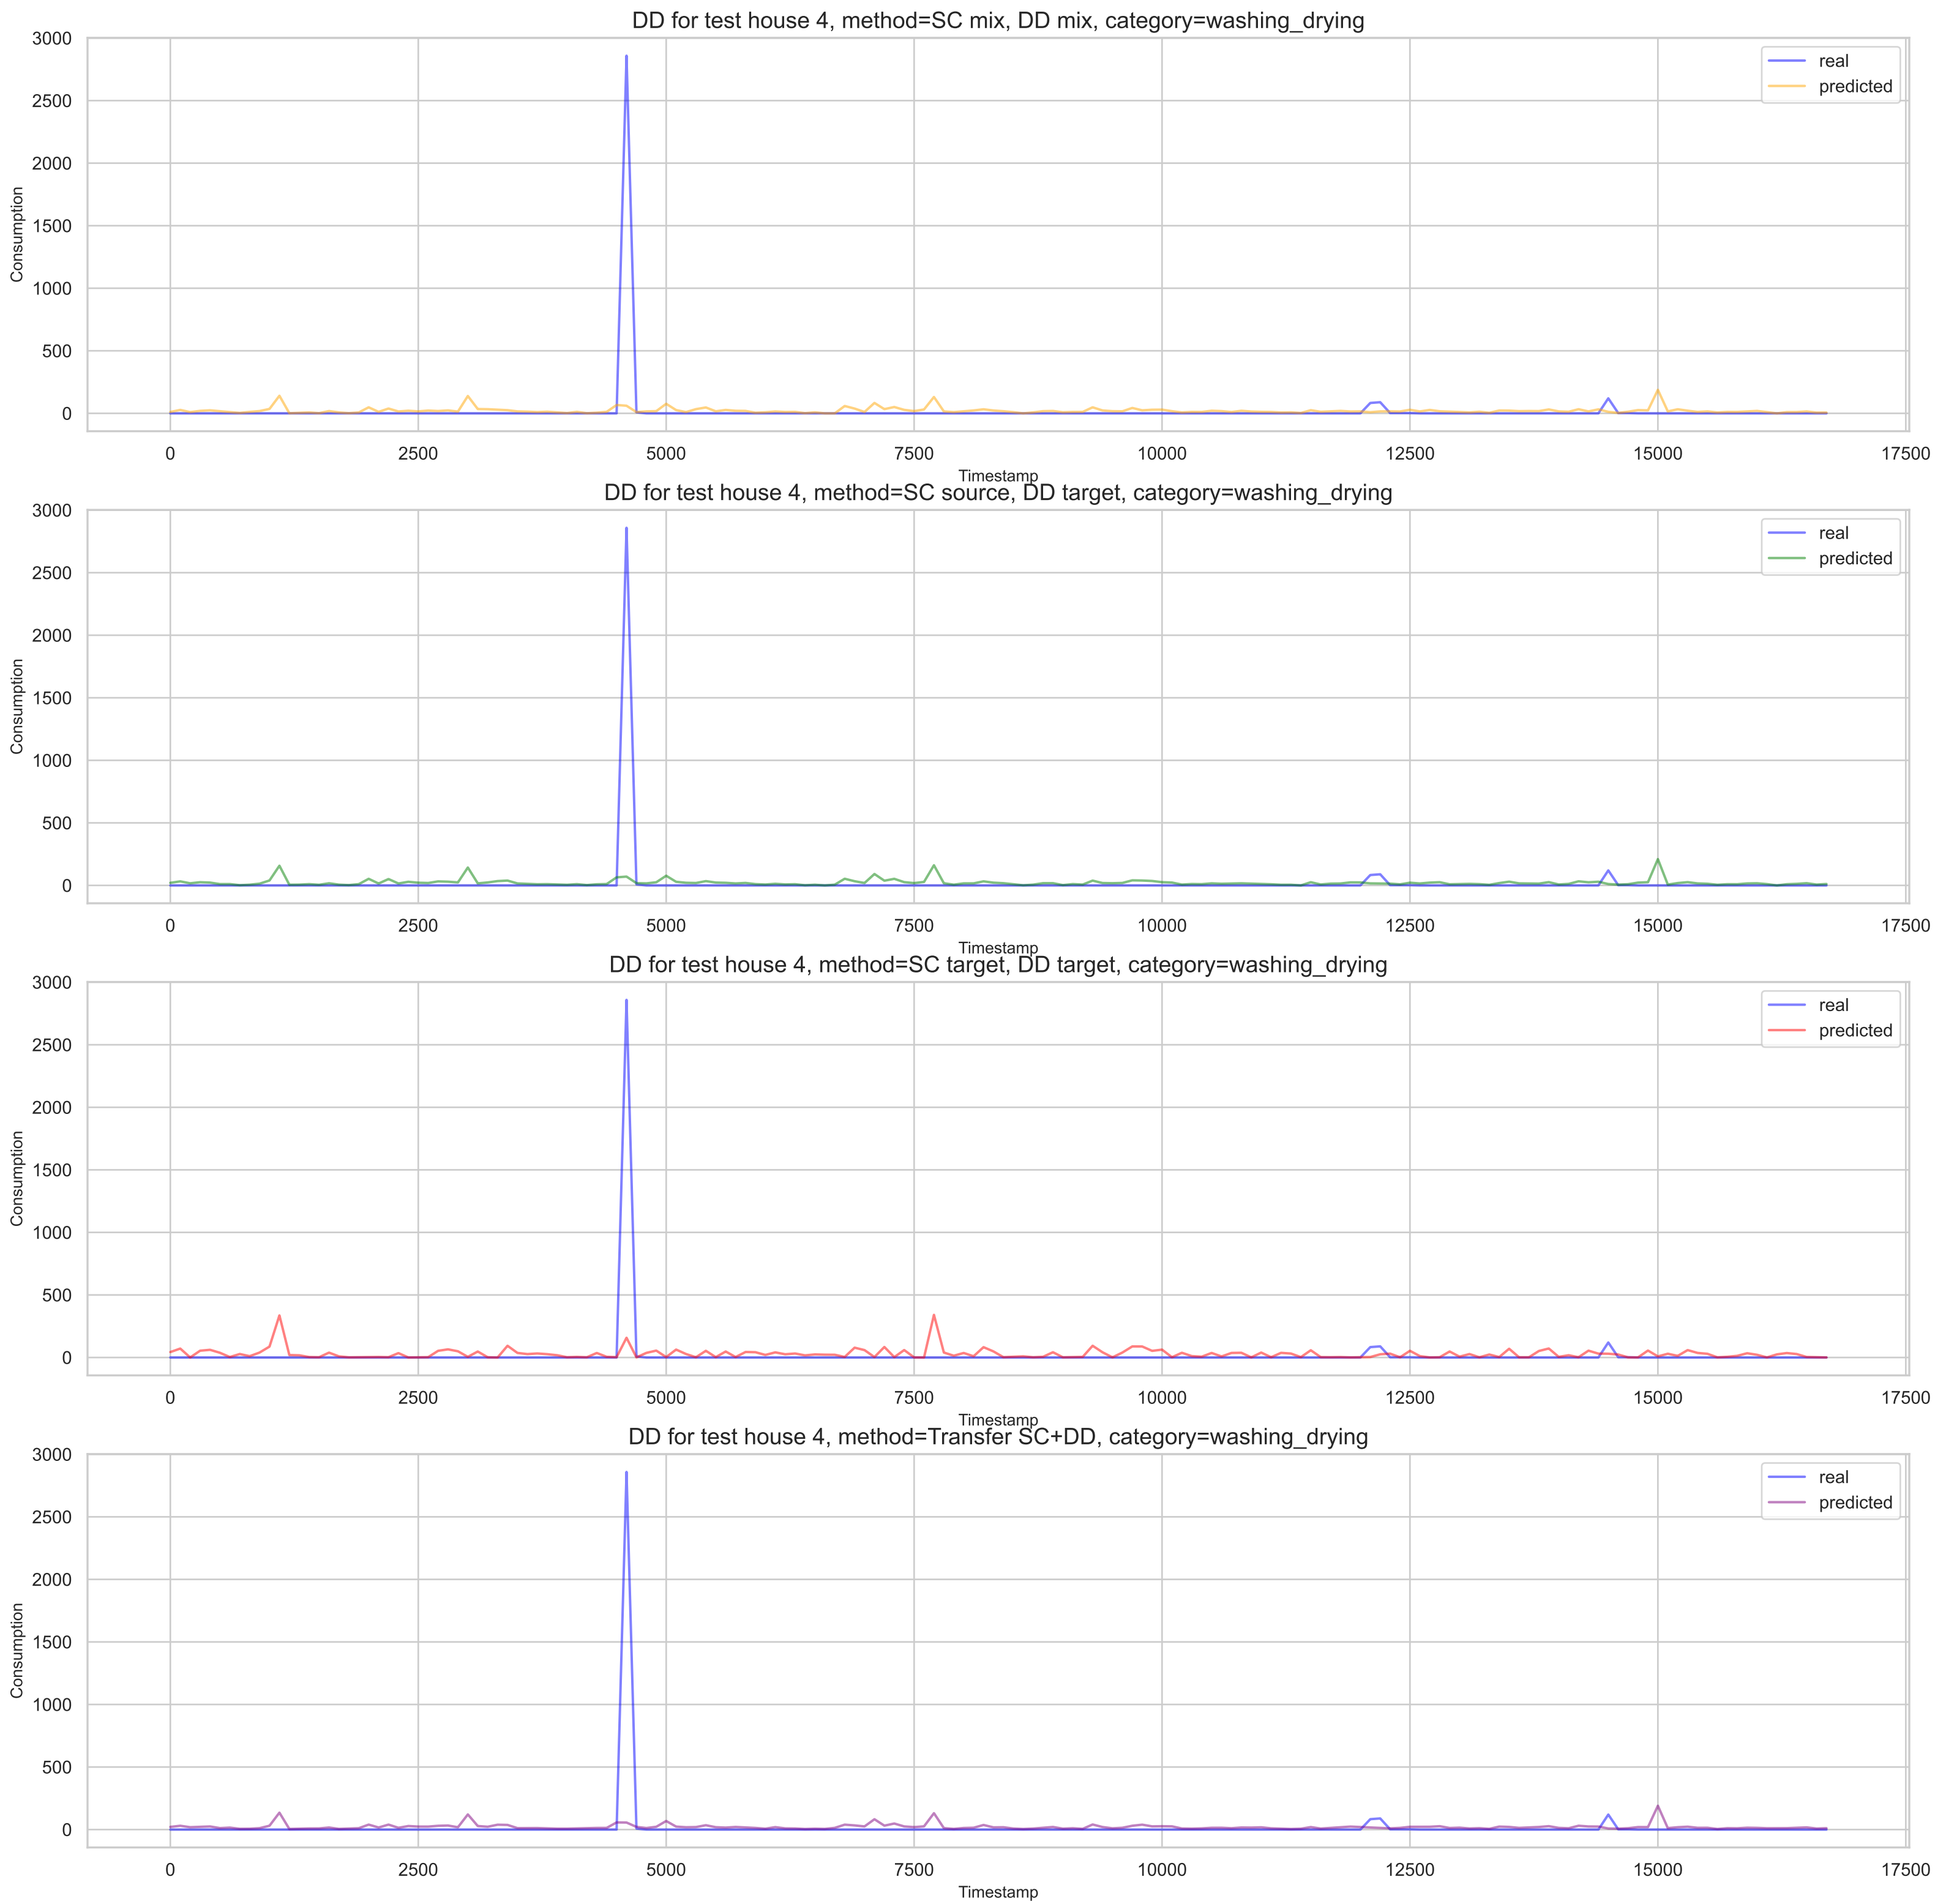 DD for test house 4, method=SC mix, DD mix, category=washing_drying
3000
2500
2000
1500
1000
500
0
Consumption
real
predicted
0 2500 5000 7500 10000 12500 15000 17500
Timestamp
DD for test house 4, method=SC source, DD target, category=washing_drying
3000
2500
2000
1500
1000
500
0
Consumption
real
predicted
0 2500 5000 7500 10000 12500 15000 17500
Timestamp
DD for test house 4, method=SC target, DD target, category=washing_drying
3000
2500
2000
1500
1000
500
0
Consumption
real
predicted
0 2500 5000 7500 10000 12500 15000 17500
Timestamp
DD for test house 4, method=Transfer SC+DD, category=washing_drying
3000
2500
2000
1500
1000
500
0
Consumption
real
predicted
0 2500 5000 7500 10000 12500 15000 17500
Timestamp